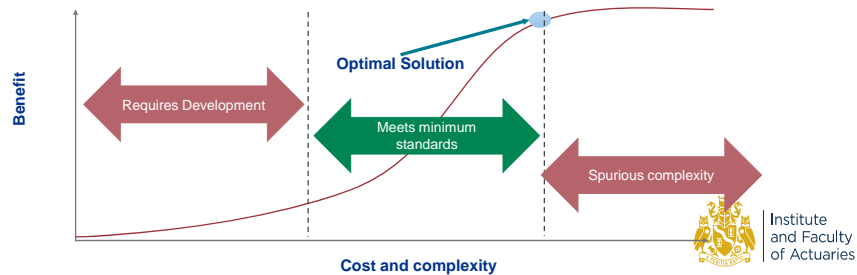 Optimal Solution
Benefit
Requires Development
Meets minimum
standards
Spurious complexity
Cost and complexity
Institute
and Faculty
of Actuaries